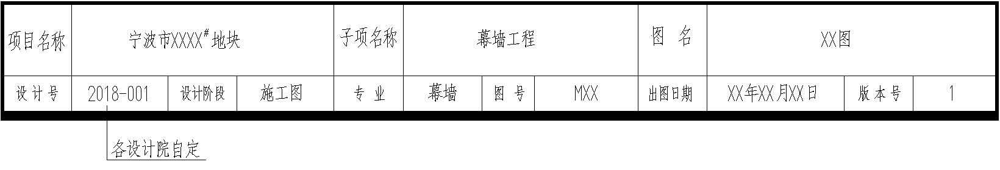 项目名称 宁波市XXXX#地块 子项名称 幕墙工程 图 名 XX图
设计号 2018-001 设计阶段 施工图 专 业 幕墙 图 号 MXX 出图日期 XX年XX月XX日 版本号 1
各设计院自定